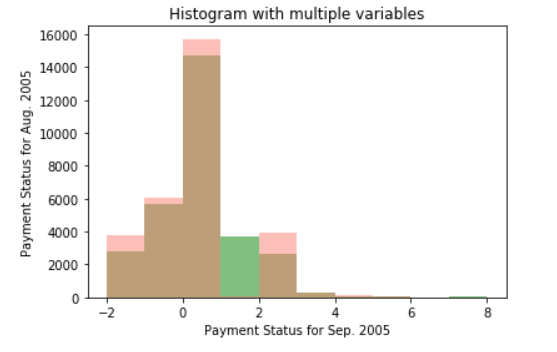 Histogram with multiple variables
16000
14000
12000
10000
8000
6000
4000
2000
0
Payment Status for Aug. 2005
−2 0 2 4 6 8
Payment Status for Sep. 2005